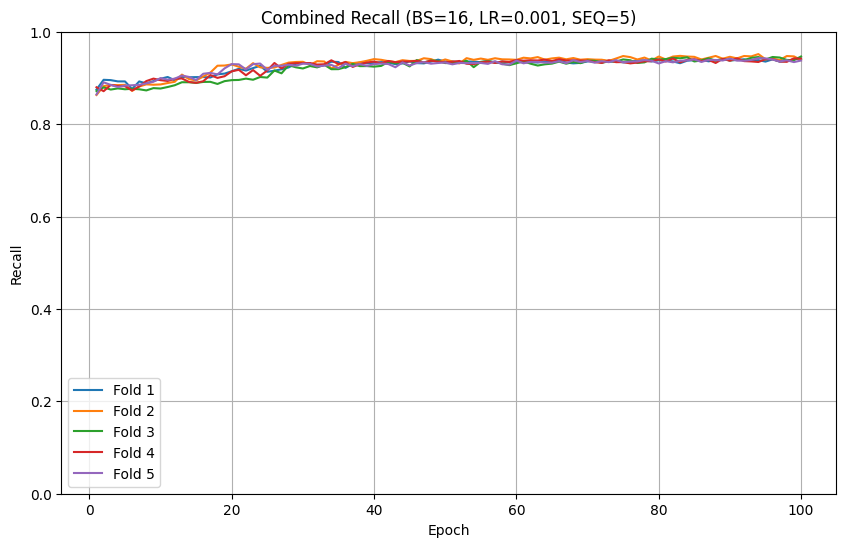 Combined Recall (BS=16, LR=0.001, SEQ=5)
1.0
0.8
0.6
0.4
0.2
0.0
Recall
Fold 1
Fold 2
Fold 3
Fold 4
Fold 5
0 20 40 60 80 100
Epoch